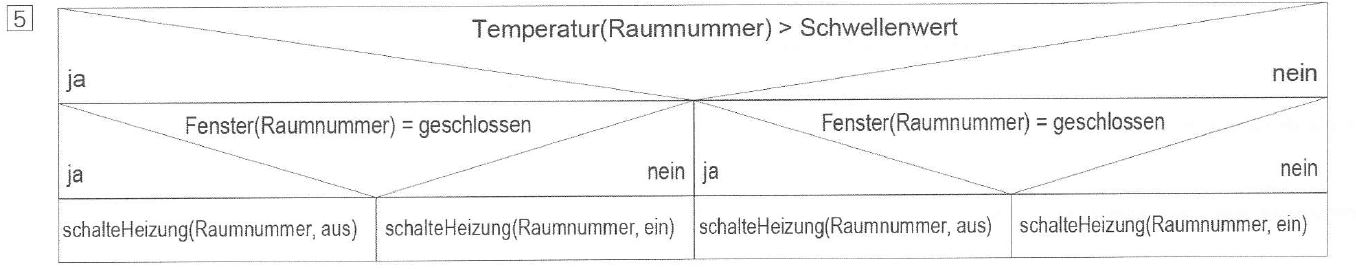 5
Temperatur(Raumnummer) > Schwellenwert
ja nein
Fenster(Raumnummer) = geschlossen Fenster(Raumnummer) = geschlossen
ja nein ja nein
schalteHeizung(Raumnummer, aus) schalteHeizung(Raumnummer, ein) schalteHeizung(Raumnummer, aus) schalteHeizung(Raumnummer, ein)